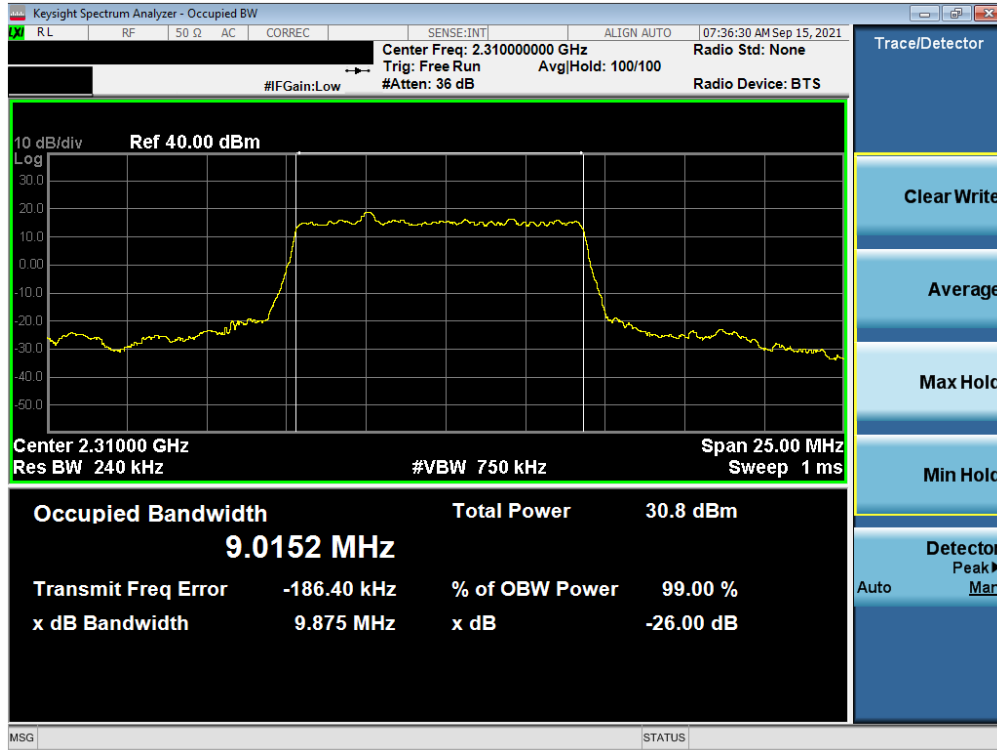 Keysight Spectrum Analyzer - Occupied BW
LXI RL RF 50 Ω AC CORREC SENSE:INT ALIGN AUTO 07:36:30 AM Sep 15, 2021
Center Freq: 2.310000000 GHz Radio Std: None
Trig: Free Run Avg|Hold: 100/100
#IFGain:Low #Atten: 36 dB Radio Device: BTS
10 dB/div Ref 40.00 dBm
Log
30.0
20.0
10.0
0.00
-10.0
-20.0
-30.0
-40.0
-50.0
Center 2.31000 GHz Span 25.00 MHz
Res BW 240 kHz #VBW 750 kHz Sweep 1 ms
Occupied Bandwidth Total Power 30.8 dBm
9.0152 MHz
Transmit Freq Error -186.40 kHz % of OBW Power 99.00 %
x dB Bandwidth 9.875 MHz x dB -26.00 dB
MSG STATUS
Trace/Detector
Clear Write
Average
Max Hold
Min Hold
Detector
Peak
Auto Man